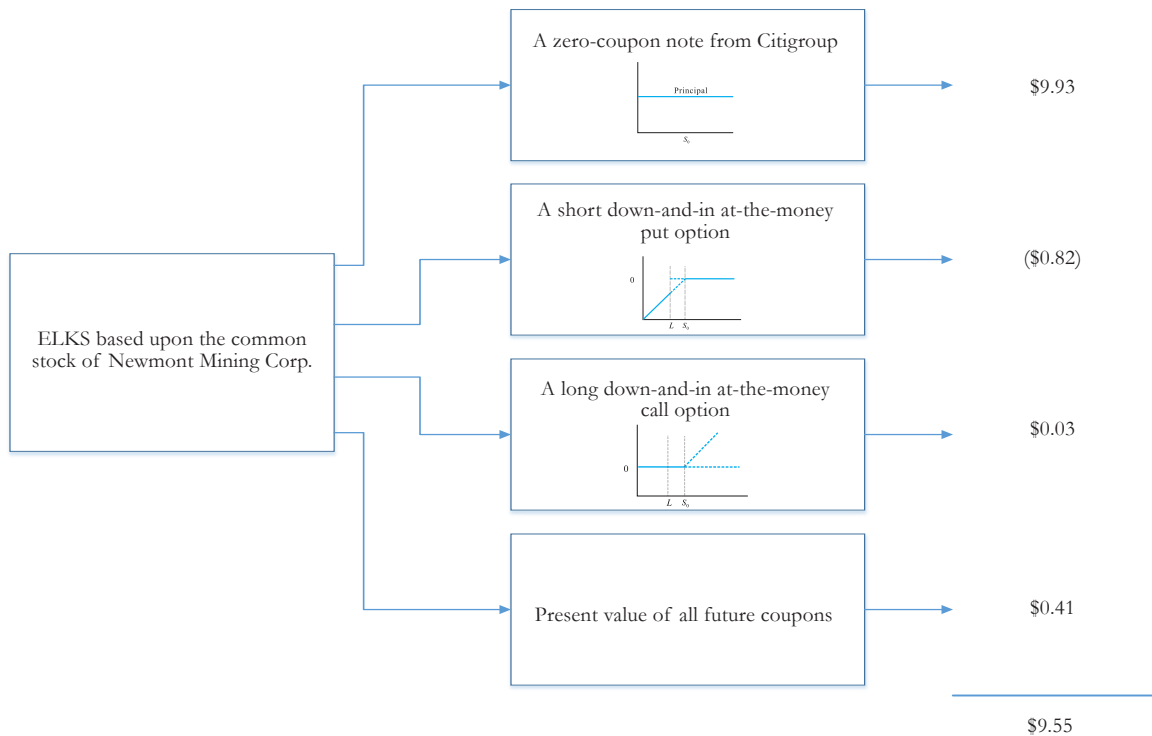 A zero-coupon note from Citigroup
Principal
S₀
$9.93
A short down-and-in at-the-money
put option
0
L S₀
($0.82)
ELKS based upon the common
stock of Newmont Mining Corp.
A long down-and-in at-the-money
call option
0
L S₀
$0.03
Present value of all future coupons
$0.41
$9.55